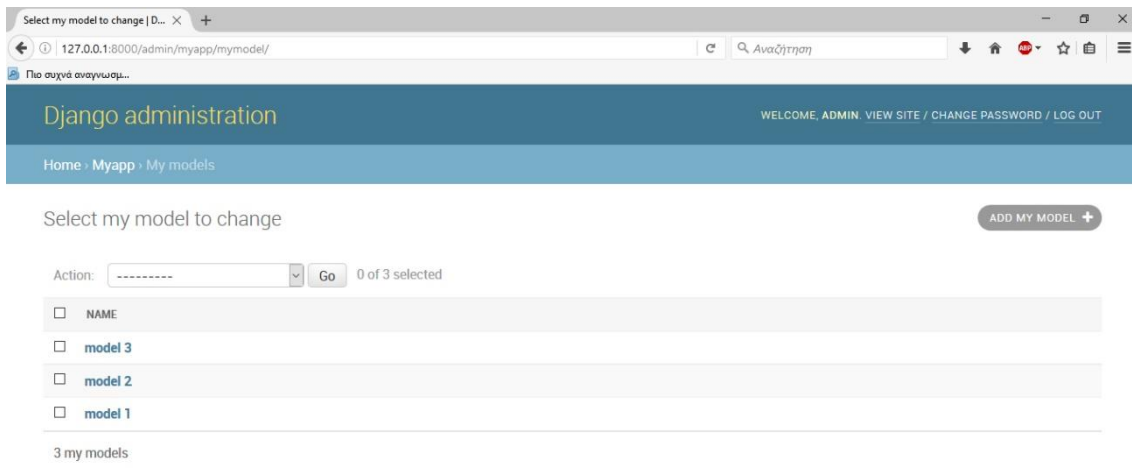 Select my model to change | D...
127.0.0.1:8000/admin/myapp/mymodel/
Αναζήτηση
ABP
Πιο συχνά αναγνωσμ...
Django administration
WELCOME, ADMIN. VIEW SITE / CHANGE PASSWORD / LOG OUT
Home › Myapp › My models
Select my model to change
ADD MY MODEL +
Action: --------- Go 0 of 3 selected
NAME
model 3
model 2
model 1
3 my models